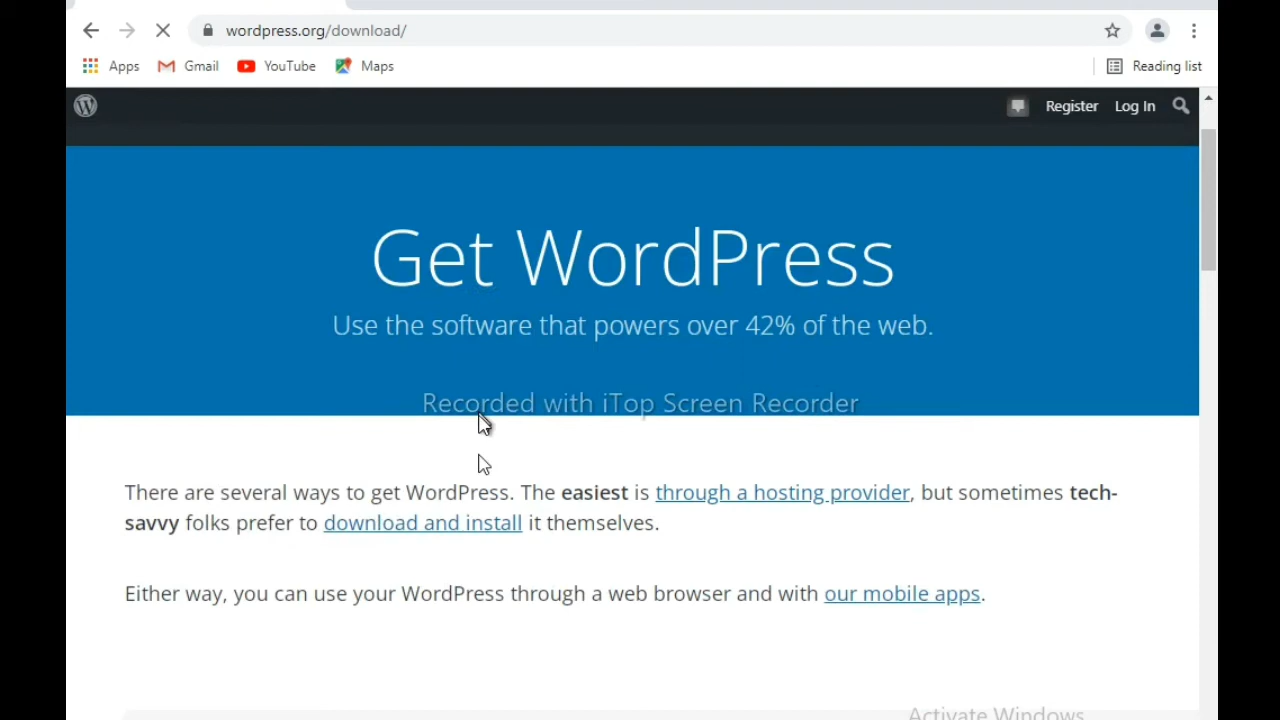 wordpress.org/download/
Apps Gmail YouTube Maps Reading list
Register Log In
Get WordPress
Use the software that powers over 42% of the web.
Recorded with iTop Screen Recorder
There are several ways to get WordPress. The easiest is through a hosting provider, but sometimes tech-
savvy folks prefer to download and install it themselves.
Either way, you can use your WordPress through a web browser and with our mobile apps.
Activate Windows